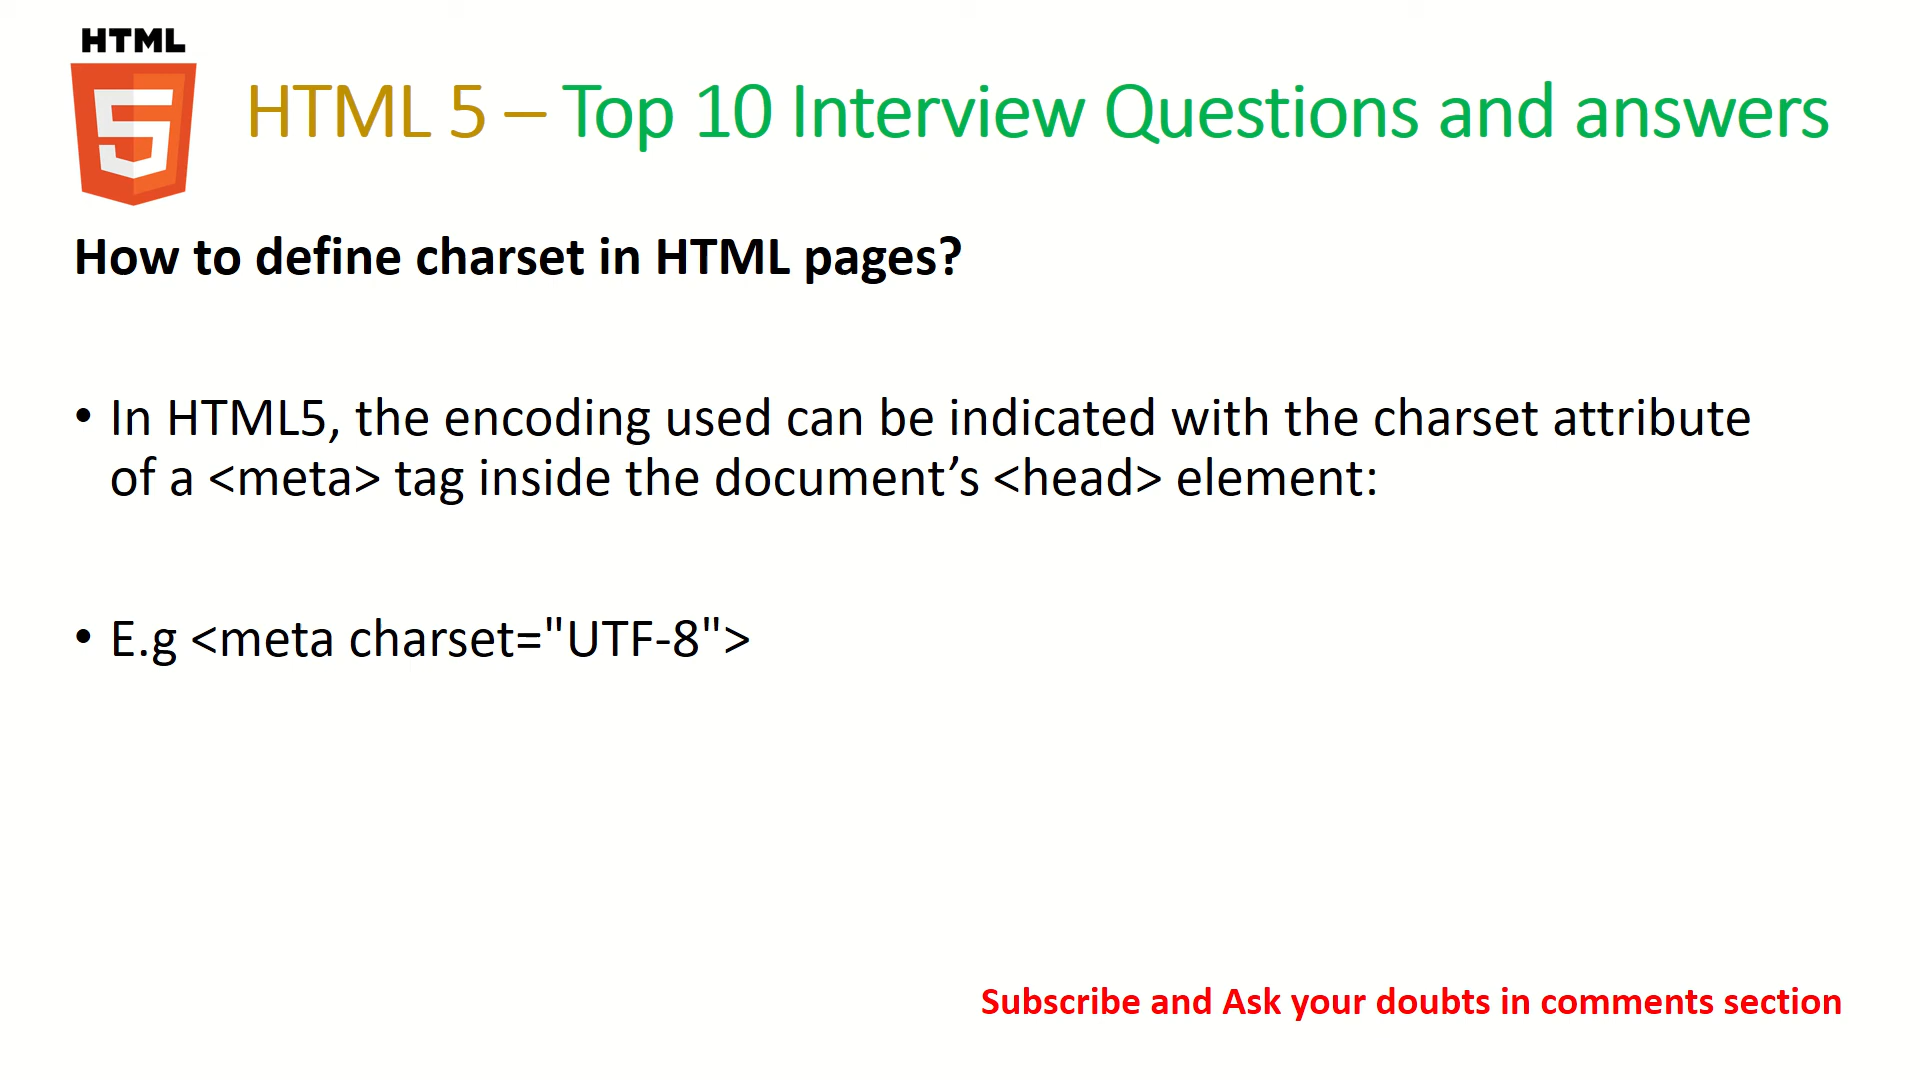 HTML
5
HTML 5 – Top 10 Interview Questions and answers
How to define charset in HTML pages?
• In HTML5, the encoding used can be indicated with the charset attribute
of a <meta> tag inside the document’s <head> element:
• E.g <meta charset="UTF-8">
Subscribe and Ask your doubts in comments section